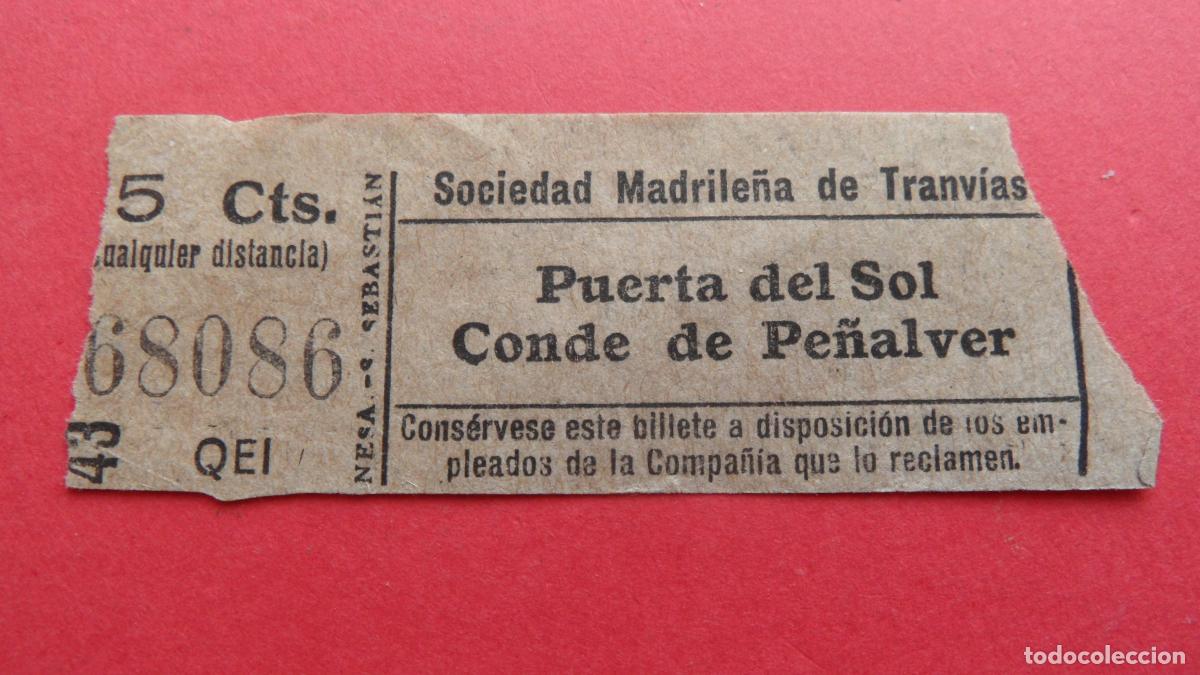 5 Cts.
ualquier distancia)
68086
43
QEI
NESA.-S. SEBASTIÁN
Sociedad Madrileña de Tranvías
Puerta del Sol
Conde de Peñalver
Consérvese este billete a disposición de los em-
pleados de la Compañía que lo reclamen.
todocoleccion